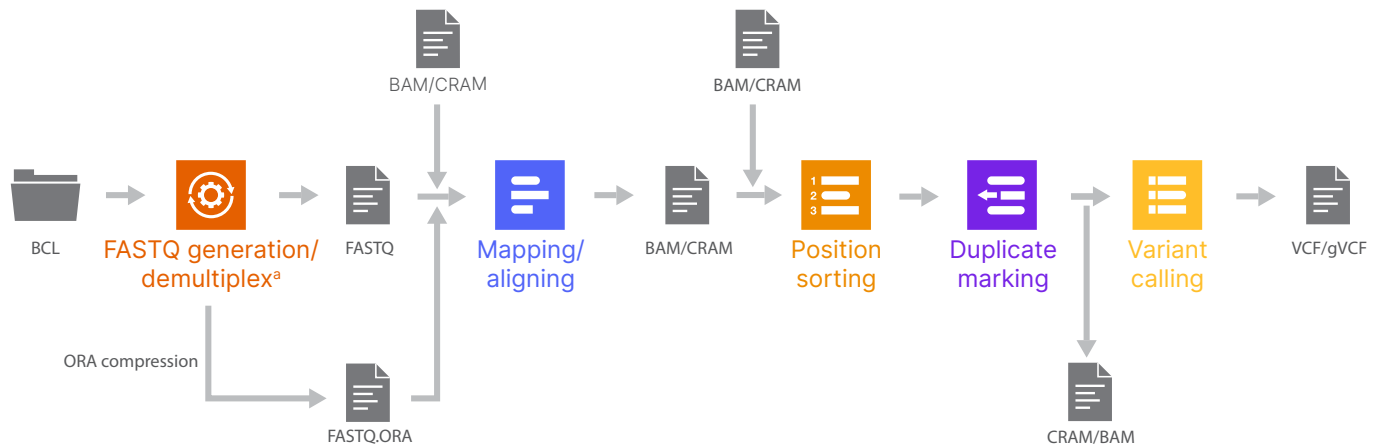 BAM/CRAM
BAM/CRAM
1
2
3
BCL
FASTQ generation/
demultiplexᵃ
FASTQ
Mapping/
aligning
BAM/CRAM
Position
sorting
Duplicate
marking
Variant
calling
VCF/gVCF
ORA compression
FASTQ.ORA
CRAM/BAM